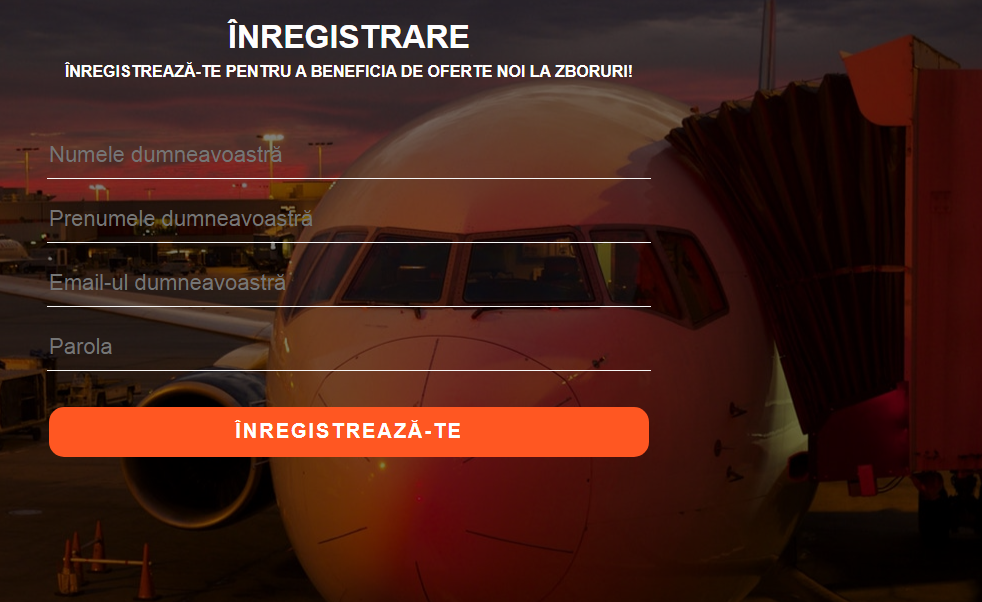 ÎNREGISTRARE
ÎNREGISTREAZĂ-TE PENTRU A BENEFICIA DE OFERTE NOI LA ZBORURI!
Numele dumneavoastră
Prenumele dumneavoastră
Email-ul dumneavoastră
Parola
ÎNREGISTREAZĂ-TE